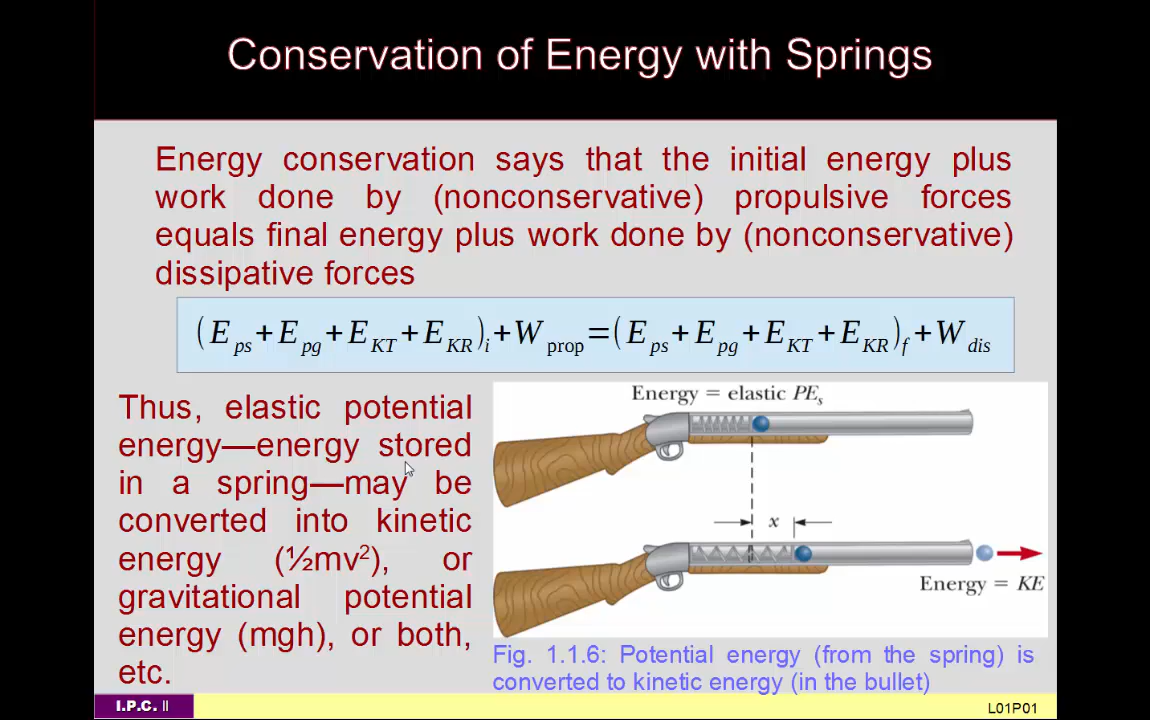 Conservation of Energy with Springs
Energy conservation says that the initial energy plus
work done by (nonconservative) propulsive forces
equals final energy plus work done by (nonconservative)
dissipative forces
(E_ps + E_pg + E_KT + E_KR)_i + W_prop = (E_ps + E_pg + E_KT + E_KR)_f + W_dis
Thus, elastic potential
energy—energy stored
in a spring—may be
converted into kinetic
energy (½mv²), or
gravitational potential
energy (mgh), or both,
etc.
Energy = elastic PE_s
x
Energy = KE
Fig. 1.1.6: Potential energy (from the spring) is
converted to kinetic energy (in the bullet)
I.P.C. II
L01P01